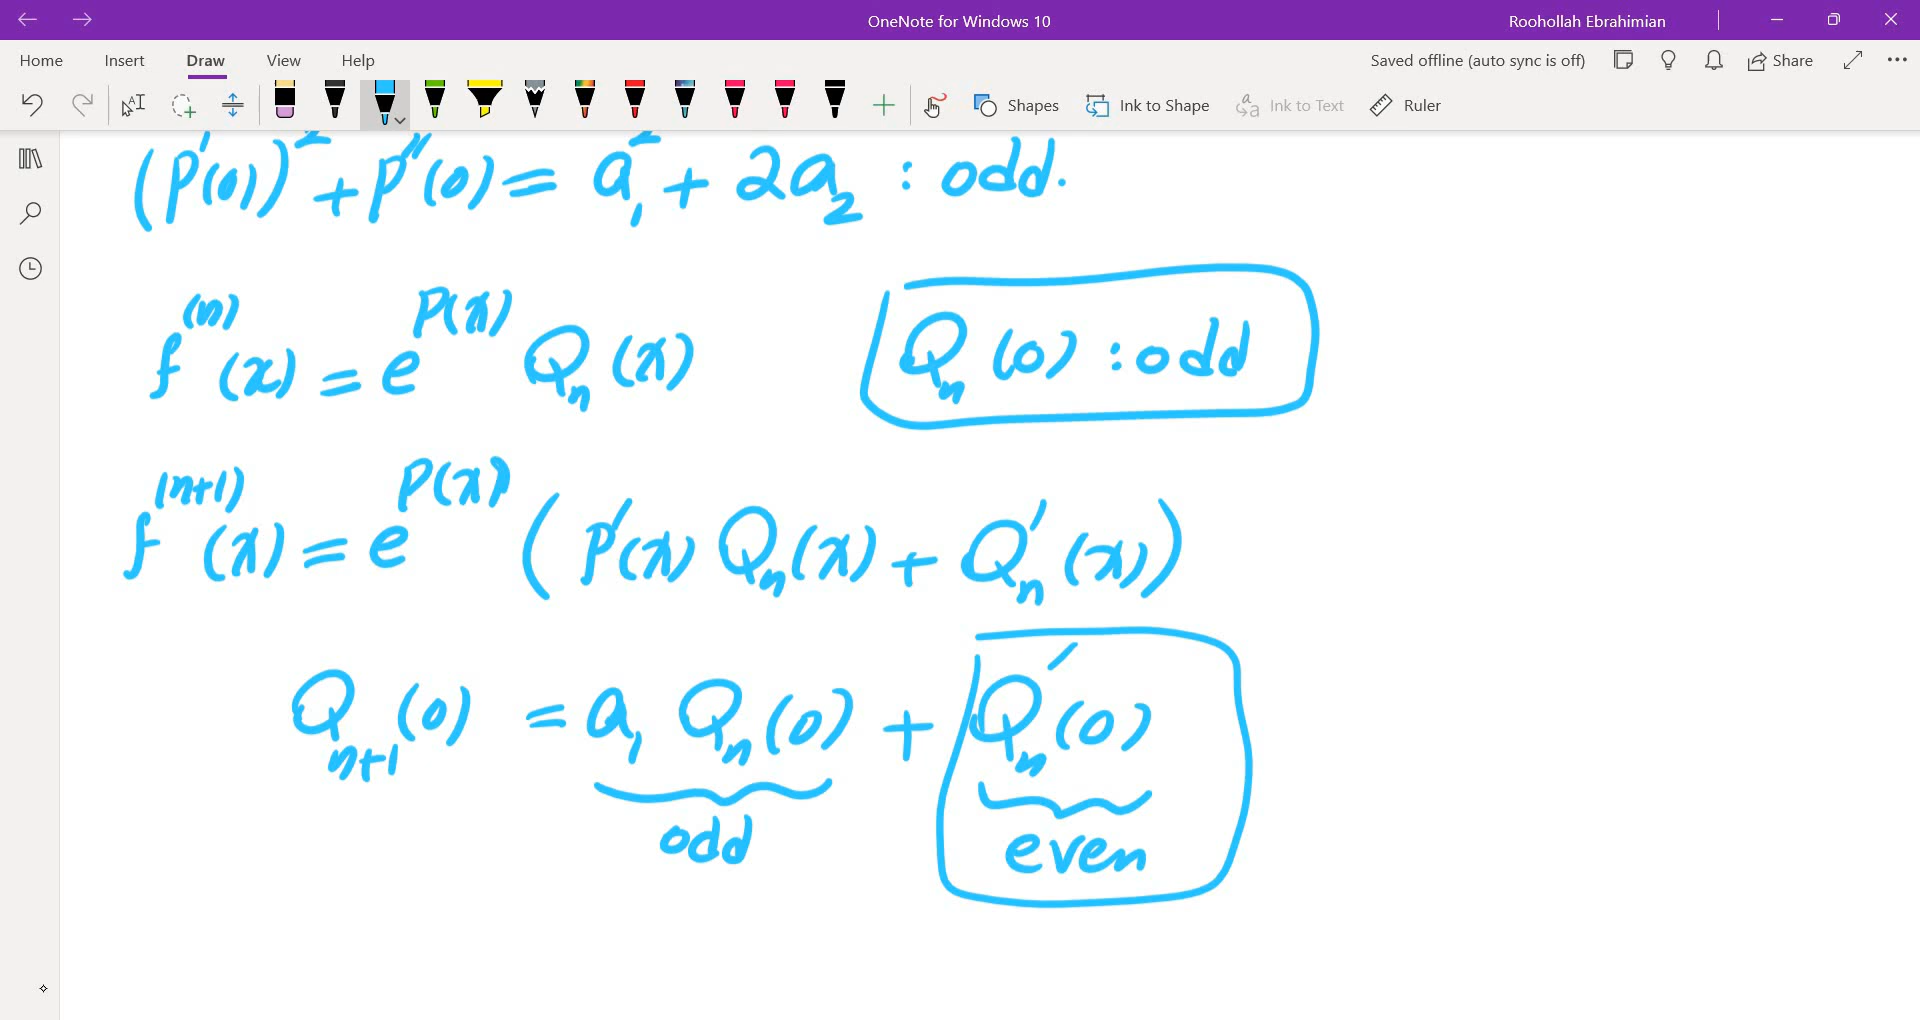 OneNote for Windows 10
Roohollah Ebrahimian
Home Insert Draw View Help
Saved offline (auto sync is off) Share
Shapes Ink to Shape Ink to Text Ruler
(P'(0))² + P''(0) = a₁² + 2a₂ : odd.
f⁽ⁿ⁾(x) = e^P(x) Qₙ(x) Qₙ(0) : odd
f⁽ⁿ⁺¹⁾(x) = e^P(x) (P'(x) Qₙ(x) + Qₙ'(x))
Qₙ₊₁(0) = a₁ Qₙ(0) + Qₙ'(0)
odd even